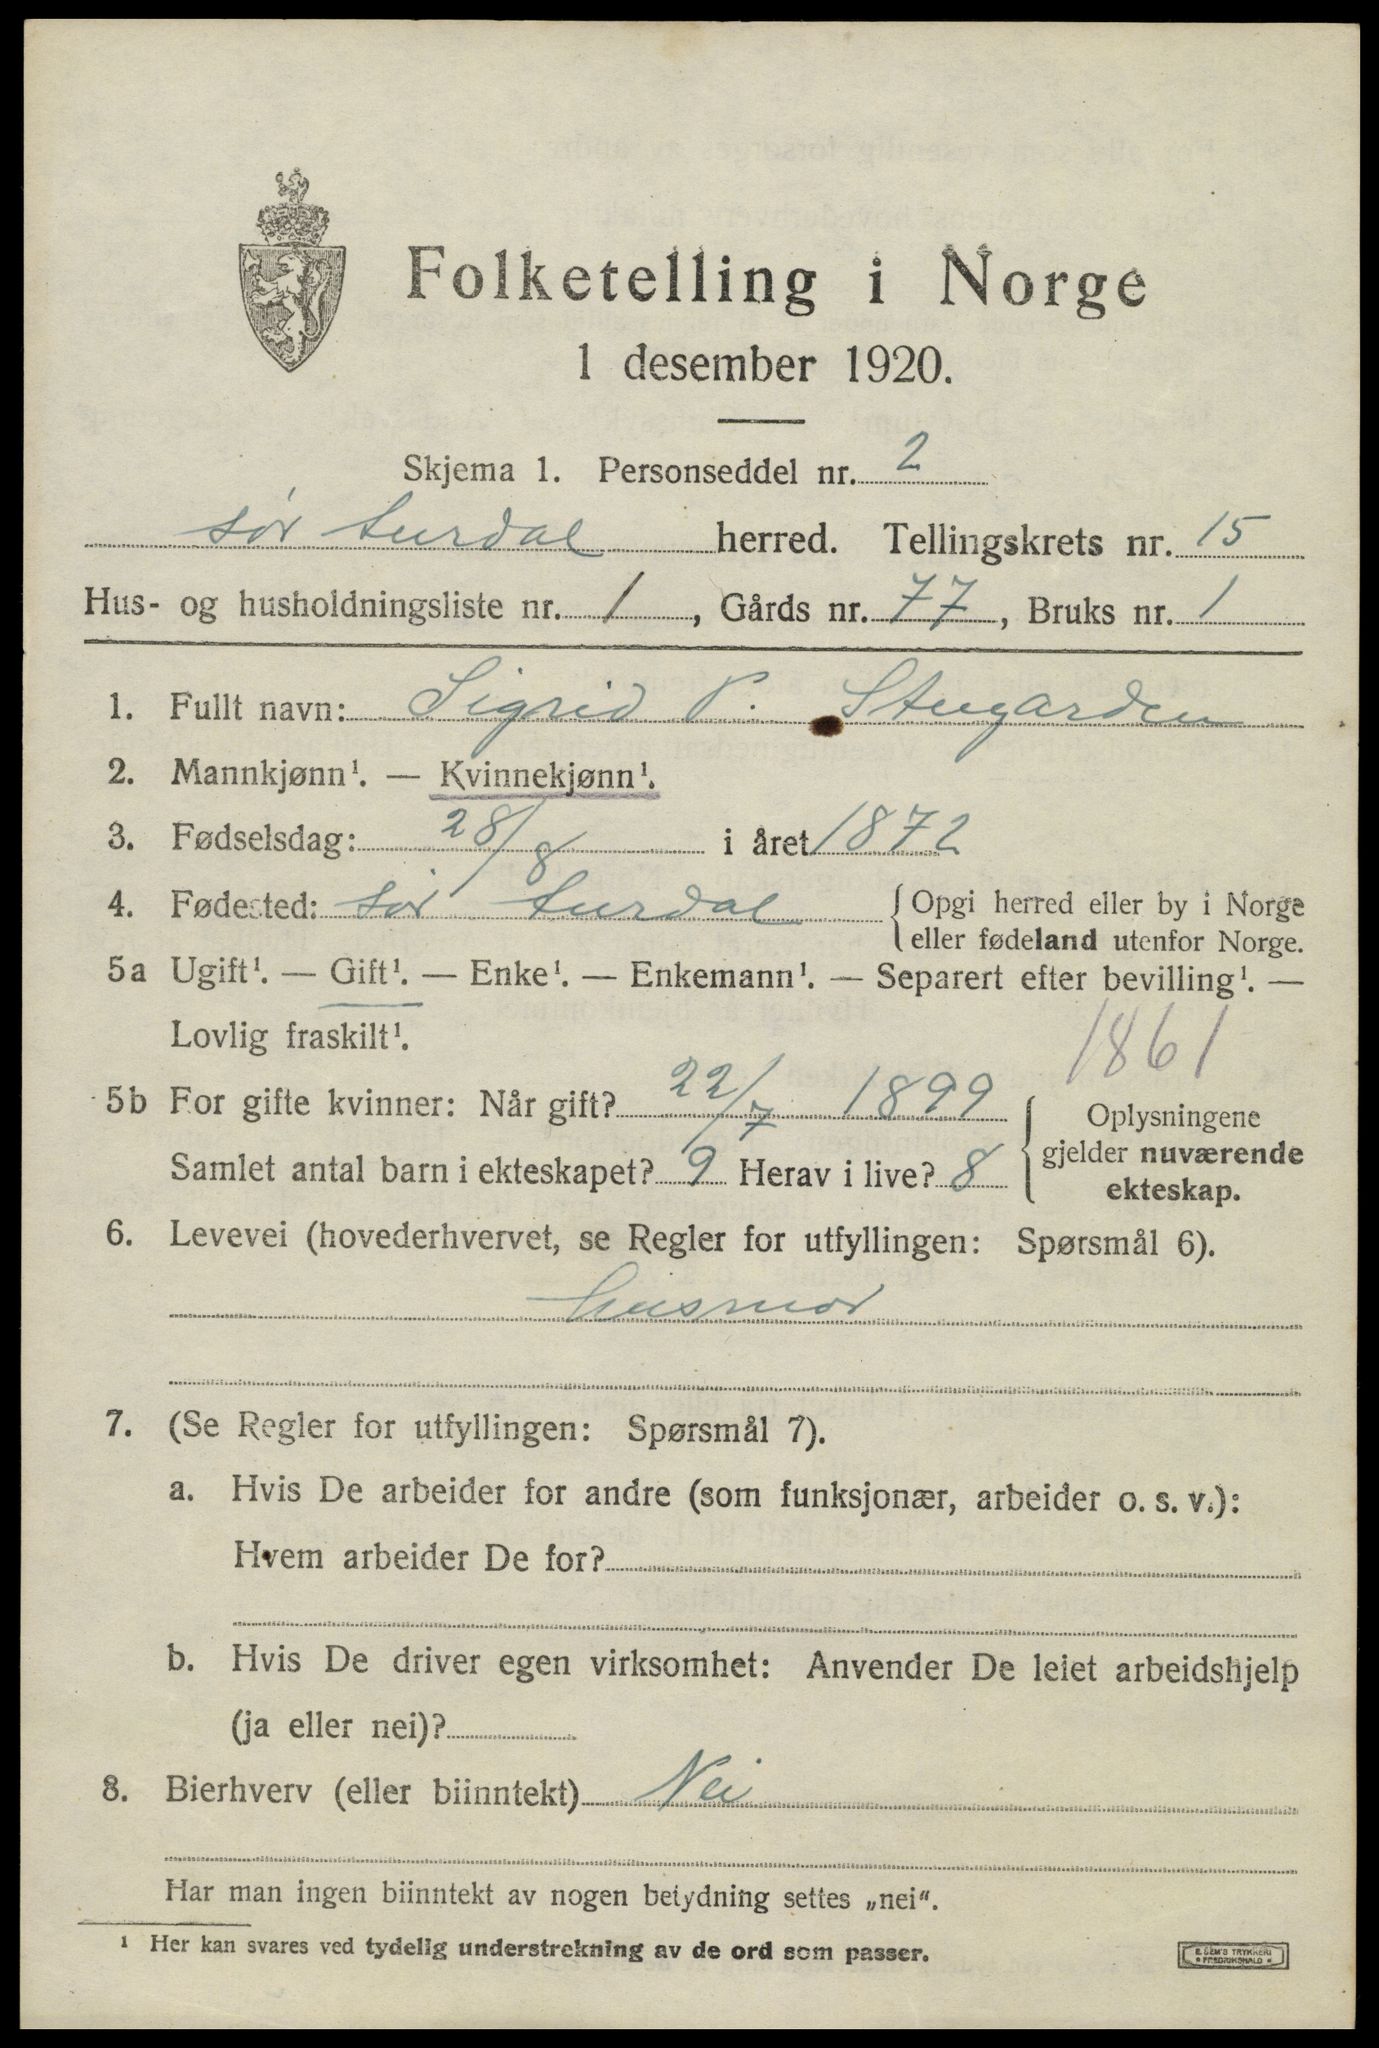 Folketelling i Norge
1 desember 1920.
Skjema 1. Personseddel nr. 2
sør Aurdal herred. Tellingskrets nr. 15
Hus- og husholdningsliste nr. 1, Gårds nr. 77, Bruks nr. 1
1. Fullt navn: Sigrid P. Stugarden
2. Mannkjønn¹. — Kvinnekjønn¹.
3. Fødselsdag: 28/8 i året 1872
4. Fødested: sør Aurdal { Opgi herred eller by i Norge
eller fødeland utenfor Norge.
5a Ugift¹. — Gift¹. — Enke¹. — Enkemann¹. — Separert efter bevilling¹. —
Lovlig fraskilt¹.
1861
5b For gifte kvinner: Når gift? 22/7 1899
Samlet antal barn i ekteskapet? 9 Herav i live? 8
{ Oplysningene
gjelder nuværende
ekteskap.
6. Levevei (hovederhvervet, se Regler for utfyllingen: Spørsmål 6).
Husmor
7. (Se Regler for utfyllingen: Spørsmål 7).
a. Hvis De arbeider for andre (som funksjonær, arbeider o. s. v.):
Hvem arbeider De for?
b. Hvis De driver egen virksomhet: Anvender De leiet arbeidshjelp
(ja eller nei)?
8. Bierhverv (eller biinntekt) Nei
Har man ingen biinntekt av nogen betydning settes „nei“.
¹ Her kan svares ved tydelig understrekning av de ord som passer.
E. SEM'S TRYKKERI
FREDRIKSHALD